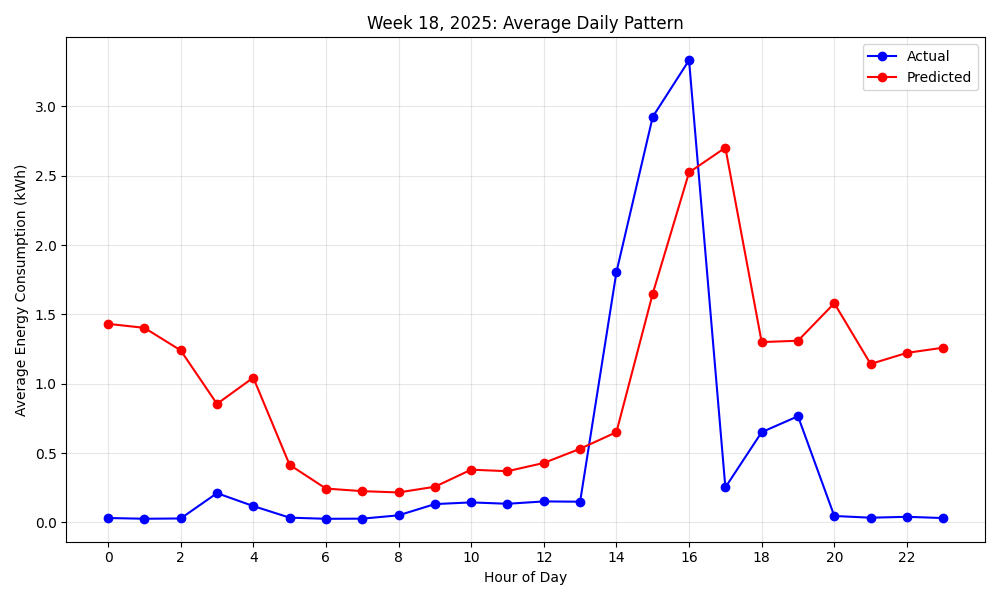 Week 18, 2025: Average Daily Pattern
Actual
Predicted
Average Energy Consumption (kWh)
3.0
2.5
2.0
1.5
1.0
0.5
0.0
0 2 4 6 8 10 12 14 16 18 20 22
Hour of Day